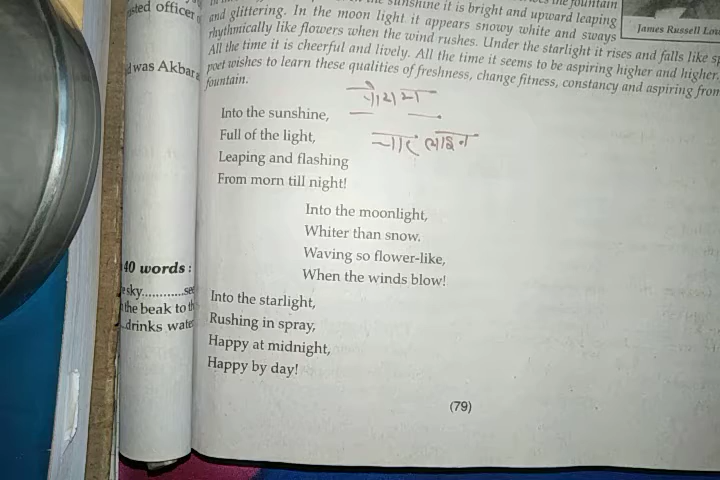 sunshine it is bright and upward leaping
and glittering. In the moon light it appears snowy white and sways
rhythmically like flowers when the wind rushes. Under the starlight it rises and falls like
All the time it is cheerful and lively. All the time it seems to be aspiring higher and higher.
poet wishes to learn these qualities of freshness, change fitness, constancy and aspiring from
fountain.
James Russell
officer
was Akbar
40 words :
sky............
the beak to
drinks water
Into the sunshine,
Full of the light,
Leaping and flashing
From morn till night!
चार लाइन
Into the moonlight,
Whiter than snow.
Waving so flower-like,
When the winds blow!
Into the starlight,
Rushing in spray,
Happy at midnight,
Happy by day!
(79)